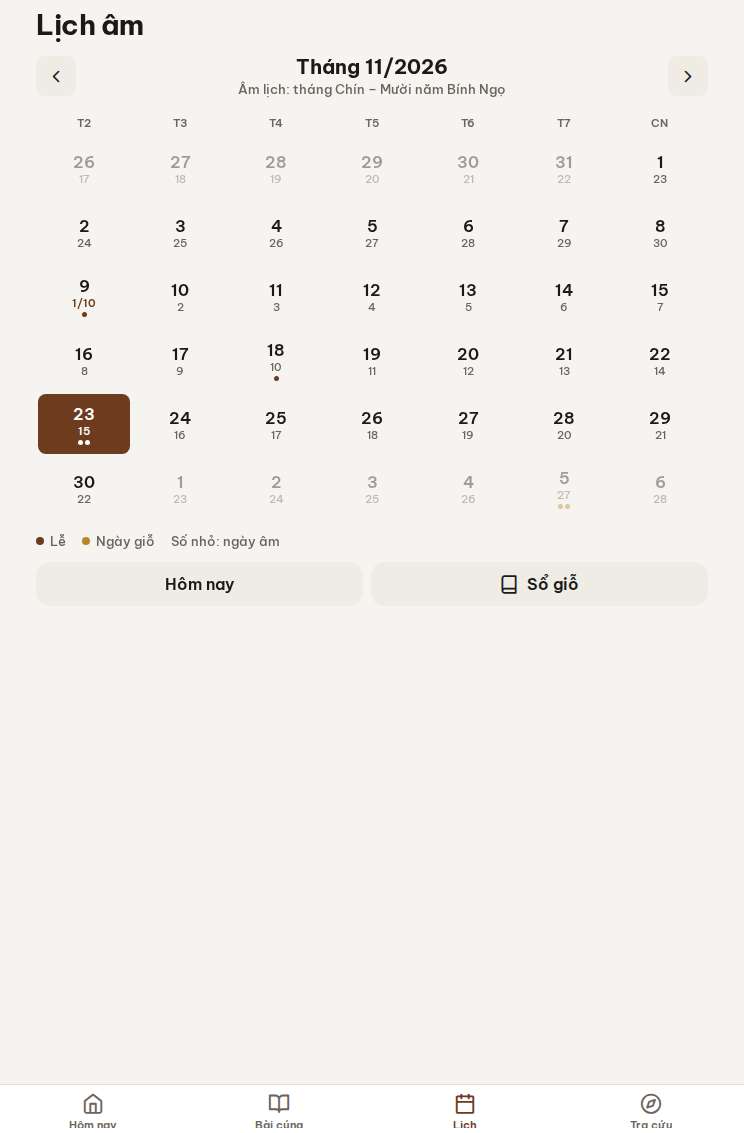 Lịch âm
Tháng 11/2026
Âm lịch: tháng Chín – Mười năm Bính Ngọ
T2 T3 T4 T5 T6 T7 CN
26 27 28 29 30 31 1
17 18 19 20 21 22 23
2 3 4 5 6 7 8
24 25 26 27 28 29 30
9 10 11 12 13 14 15
1/10 2 3 4 5 6 7
16 17 18 19 20 21 22
8 9 10 11 12 13 14
23 24 25 26 27 28 29
15 16 17 18 19 20 21
30 1 2 3 4 5 6
22 23 24 25 26 27 28
Lễ Ngày giỗ Số nhỏ: ngày âm
Hôm nay Sổ giỗ
Hôm nay Bài cúng Lịch Tra cứu